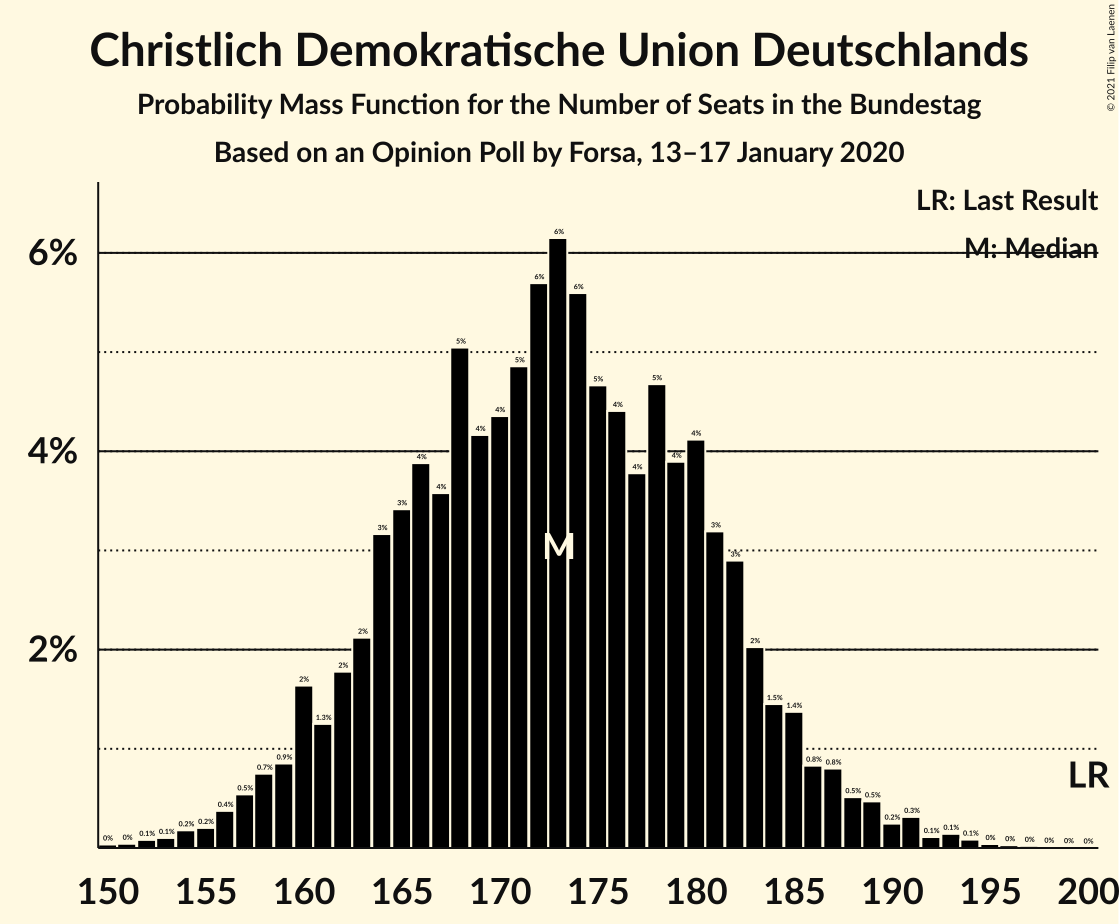 Christlich Demokratische Union Deutschlands
Probability Mass Function for the Number of Seats in the Bundestag
Based on an Opinion Poll by Forsa, 13–17 January 2020
© 2021 Filip van Laenen
LR: Last Result
M: Median
6%
4%
2%
0% 0% 0.1% 0.1% 0.2% 0.2% 0.4% 0.5% 0.7% 0.9% 2% 1.3% 2% 2% 3% 3% 4% 4% 5% 4% 4% 5% 6% 6% 6% 5% 4% 4% 5% 4% 4% 3% 3% 2% 1.5% 1.4% 0.8% 0.8% 0.5% 0.5% 0.2% 0.3% 0.1% 0.1% 0.1% 0% 0% 0% 0% 0% 0%
M
LR
150 155 160 165 170 175 180 185 190 195 200